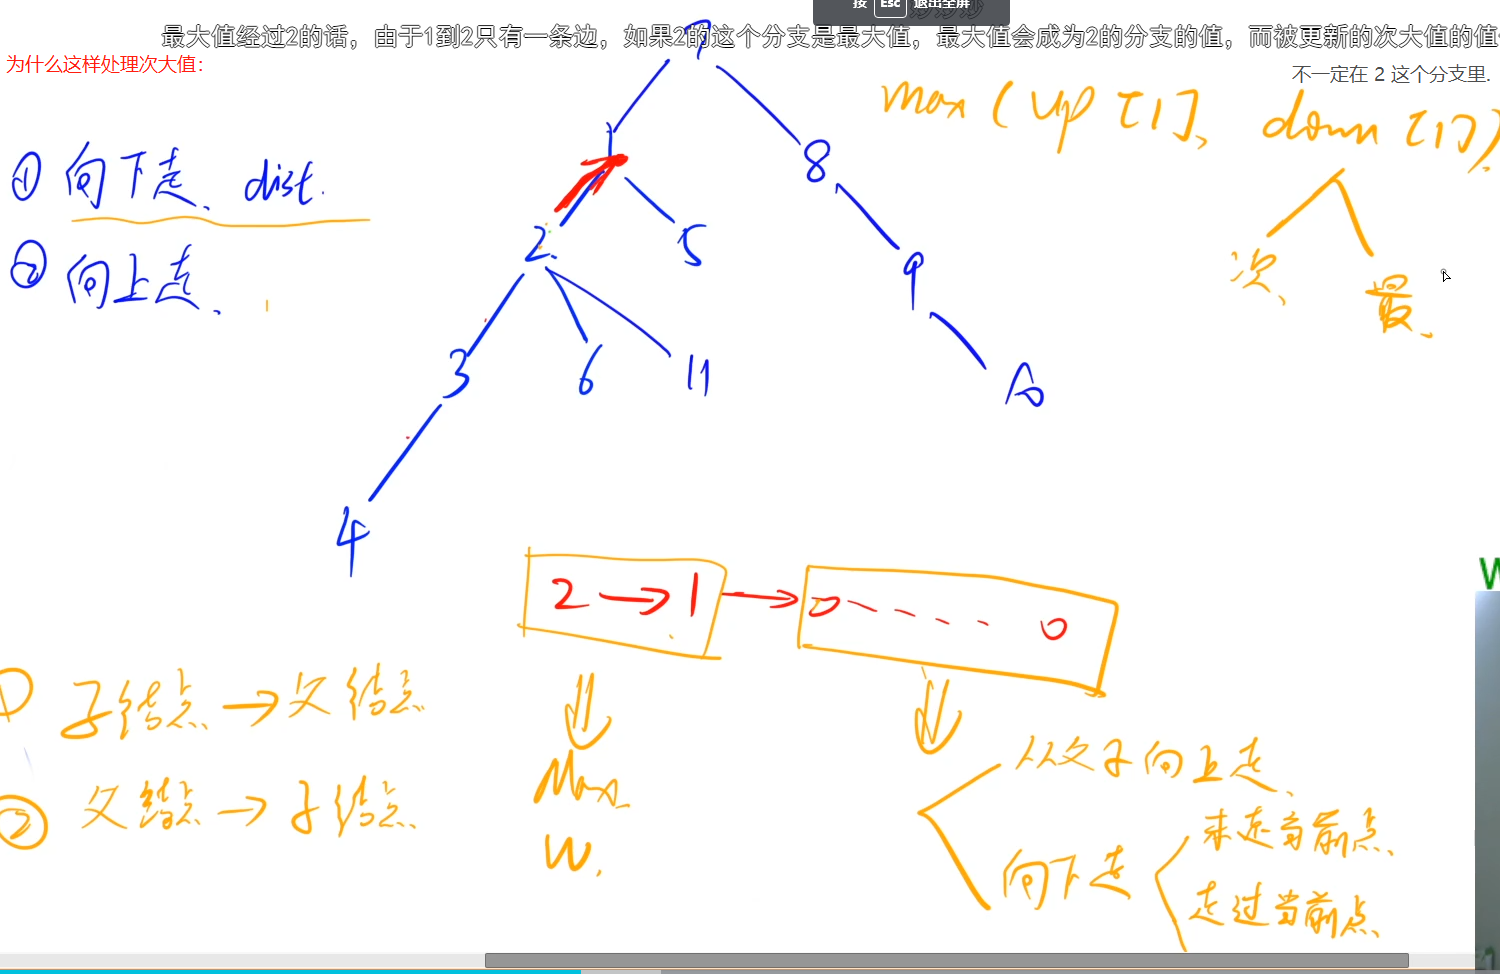 按 Esc 退出全屏
最大值经过2的话，由于1到2只有一条边，如果2的这个分支是最大值，最大值会成为2的分支的值，而被更新的次大值的值
为什么这样处理次大值：
不一定在 2 这个分支里.
max ( up [1], down [1])
① 向下走、dist.
② 向上走、
次、
最、
1
8
2
5
9
3
6
11
4
2 → 1 → 0 - - - - 0
① 子结点 → 父结点
② 父结点 → 子结点
Max
W
从父子向上走、
向下走
未走当前点、
走过当前点、